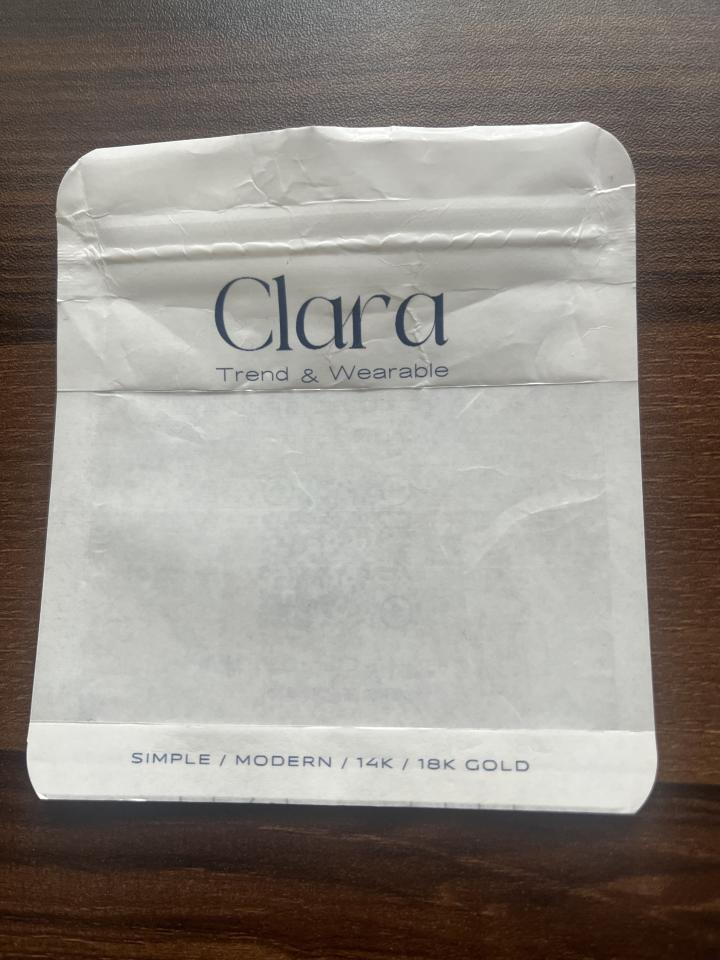 Clara
Trend & Wearable
SIMPLE / MODERN / 14K / 18K GOLD